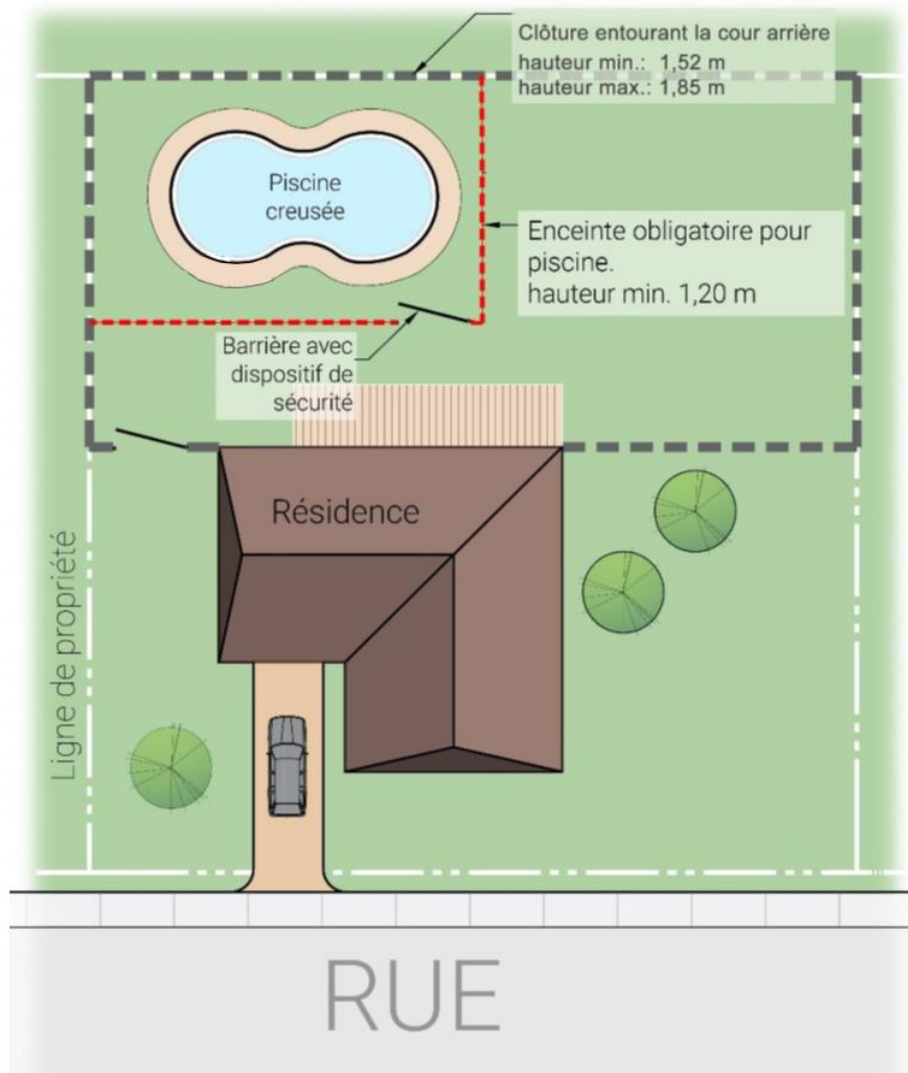 Clôture entourant la cour arrière
hauteur min.: 1,52 m
hauteur max.: 1,85 m
Piscine
creusée
Enceinte obligatoire pour
piscine.
hauteur min. 1,20 m
Barrière avec
dispositif de
sécurité
Résidence
Ligne de propriété
RUE